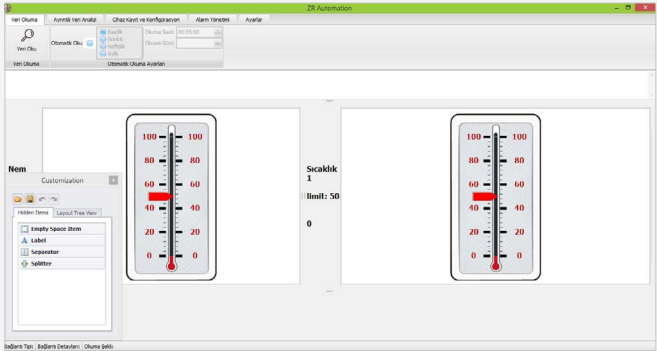 ZR Automation
Veri Okuma Ayrıntılı Veri Analizi Cihaz Kayıt ve Konfigürasyon Alarm Yönetimi Ayarlar
Veri Oku
Otomatik Oku
Saatlik
Günlük
Haftalık
Aylık
Okuma Saati: 00:05:00
Okuma Günü:
Veri Okuma
Otomatik Okuma Ayarları
Nem
100 100
80 80
60 60
40 40
20 20
0 0
Sıcaklık
1
limit: 50
0
100 100
80 80
60 60
40 40
20 20
0 0
Customization
Hidden Items Layout Tree View
Empty Space Item
A Label
Separator
Splitter
Bağlantı Tipi: Bağlantı Detayları: Okuma Şekli: